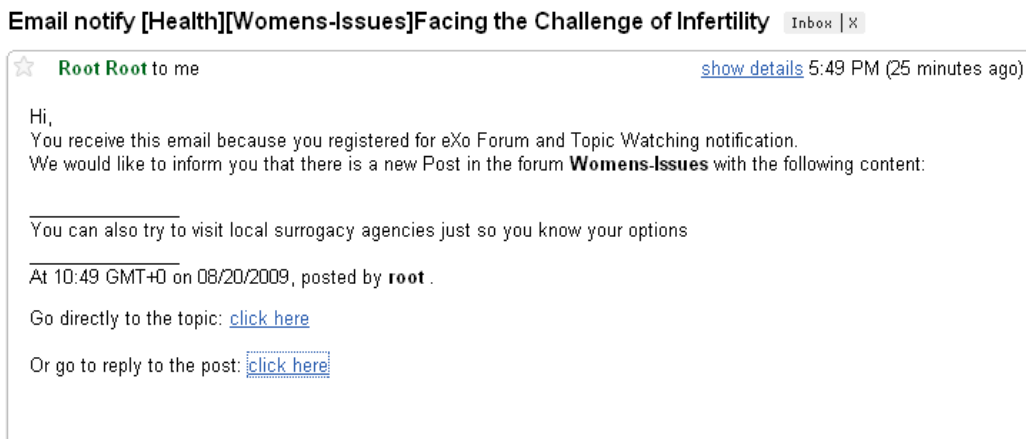 Email notify [Health][Womens-Issues]Facing the Challenge of Infertility Inbox | X
Root Root to me show details 5:49 PM (25 minutes ago)
Hi,
You receive this email because you registered for eXo Forum and Topic Watching notification.
We would like to inform you that there is a new Post in the forum Womens-Issues with the following content:
You can also try to visit local surrogacy agencies just so you know your options
At 10:49 GMT+0 on 08/20/2009, posted by root .
Go directly to the topic: click here
Or go to reply to the post: click here